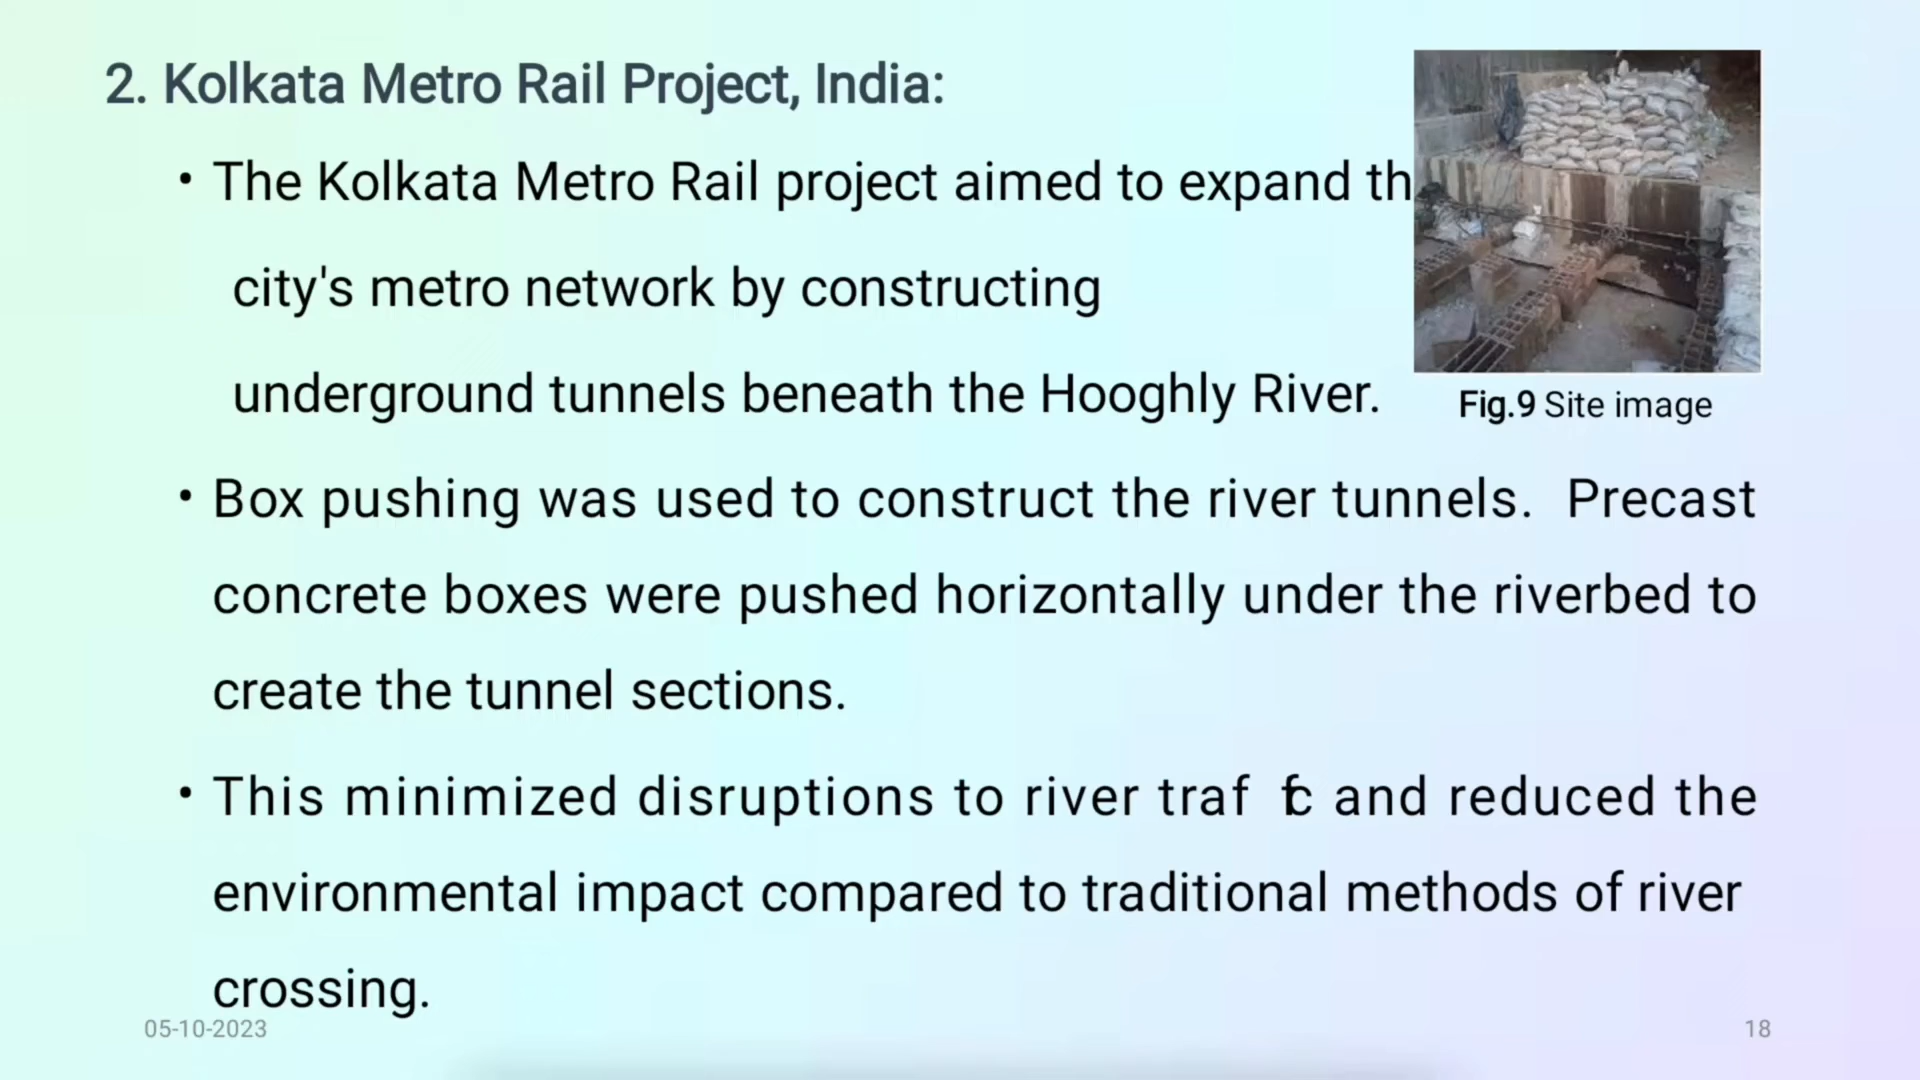 2. Kolkata Metro Rail Project, India:
• The Kolkata Metro Rail project aimed to expand th
city's metro network by constructing
underground tunnels beneath the Hooghly River.
Fig.9 Site image
• Box pushing was used to construct the river tunnels. Precast
concrete boxes were pushed horizontally under the riverbed to
create the tunnel sections.
• This minimized disruptions to river traf fc and reduced the
environmental impact compared to traditional methods of river
crossing.
05-10-2023
18